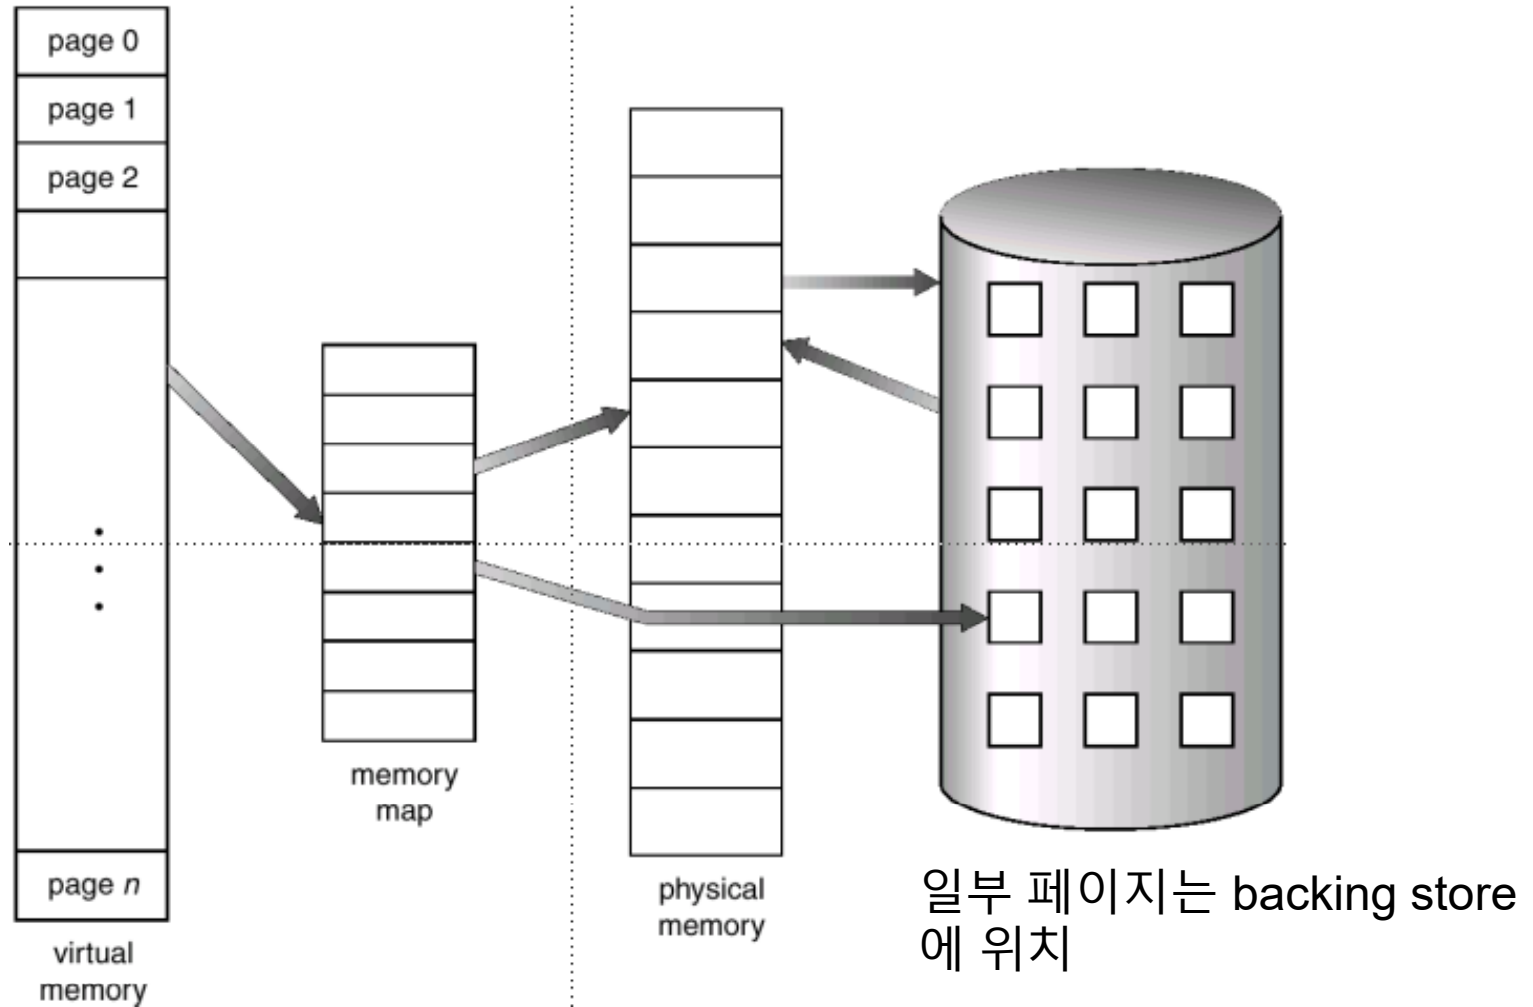 page 0
page 1
page 2
page n
virtual
memory
memory
map
physical
memory
일부 페이지는 backing store
에 위치